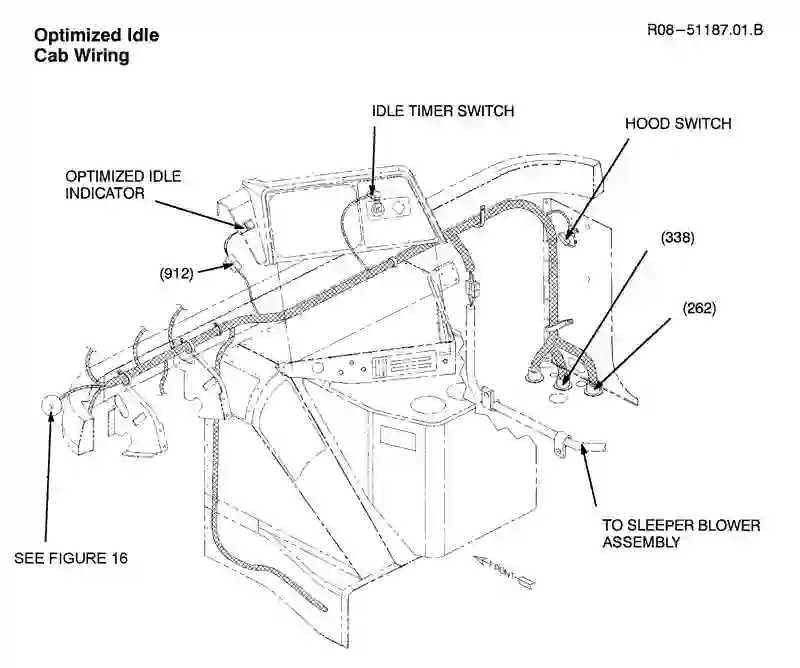 Optimized Idle
Cab Wiring
R08-51187.01.B
IDLE TIMER SWITCH
HOOD SWITCH
OPTIMIZED IDLE
INDICATOR
(338)
(912)
(262)
TO SLEEPER BLOWER
ASSEMBLY
SEE FIGURE 16
FRONT